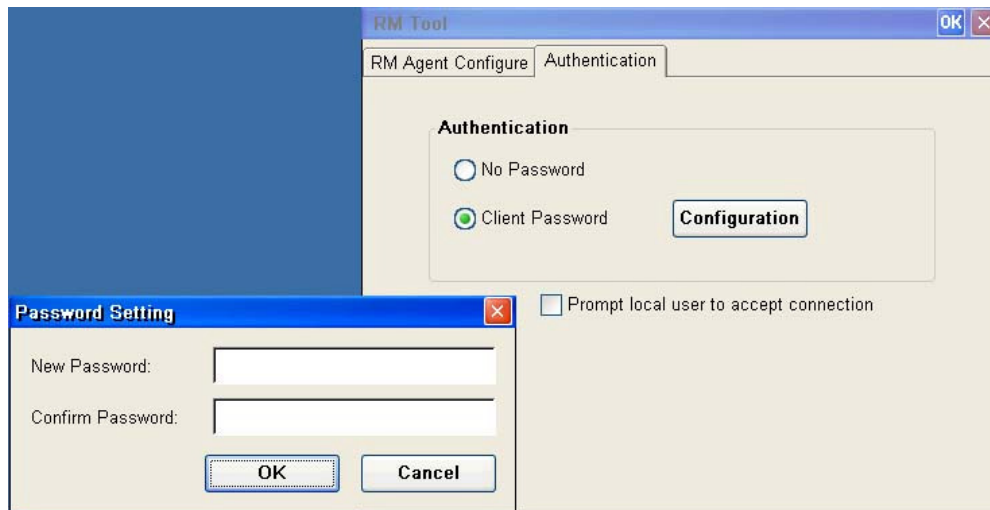 RM Tool
OK
RM Agent Configure
Authentication
Authentication
No Password
Client Password
Configuration
Prompt local user to accept connection
Password Setting
New Password:
Confirm Password:
OK
Cancel